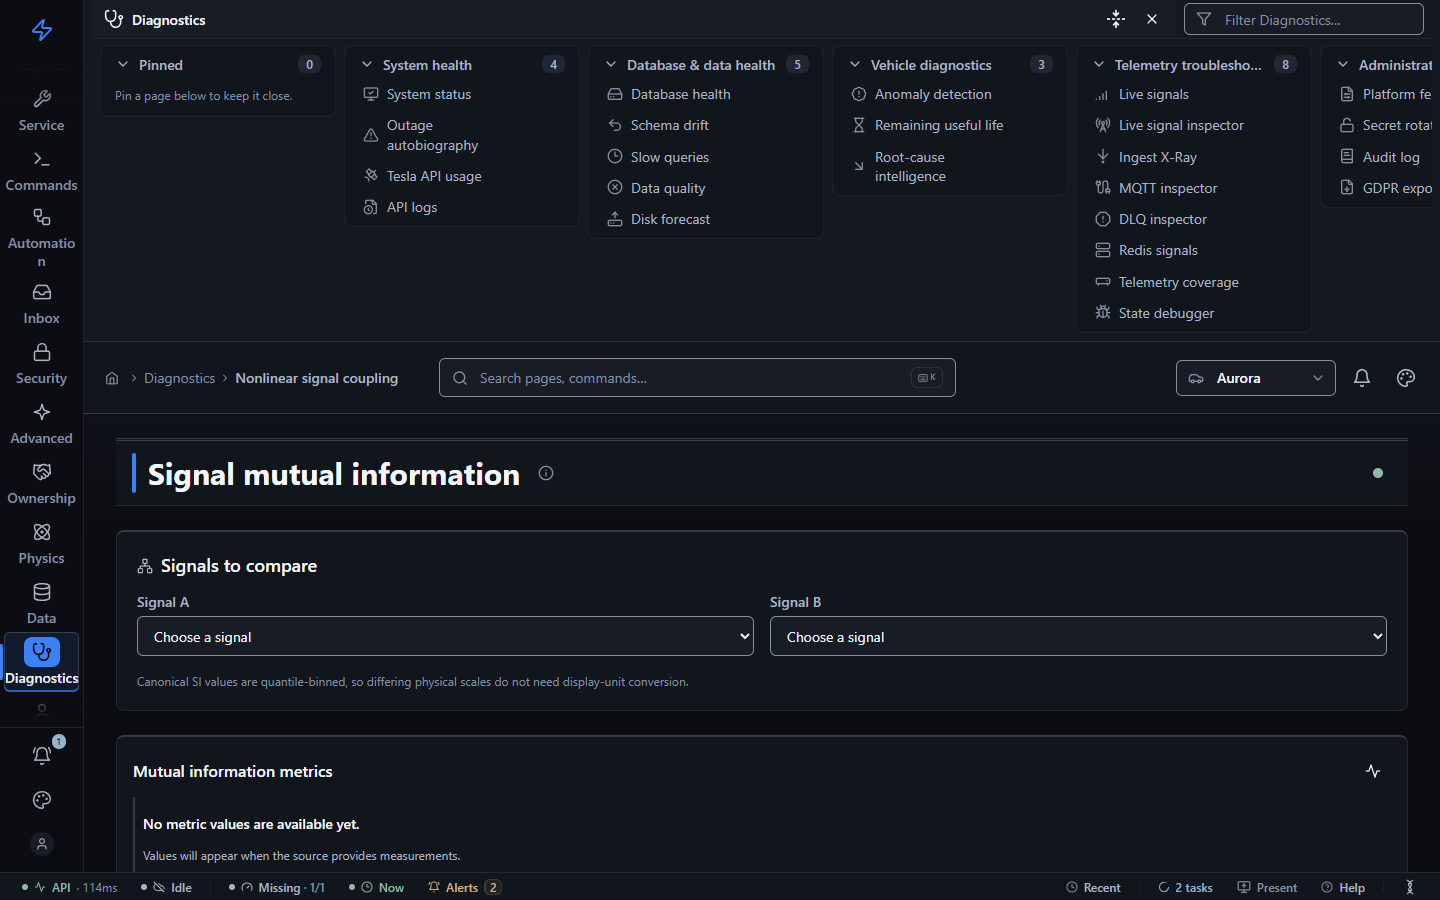 Diagnostics
Filter Diagnostics...
Pinned 0
Pin a page below to keep it close.
System health 4
System status
Outage
autobiography
Tesla API usage
API logs
Database & data health 5
Database health
Schema drift
Slow queries
Data quality
Disk forecast
Vehicle diagnostics 3
Anomaly detection
Remaining useful life
Root-cause
intelligence
Telemetry troublesho... 8
Live signals
Live signal inspector
Ingest X-Ray
MQTT inspector
DLQ inspector
Redis signals
Telemetry coverage
State debugger
Administrat
Platform fe
Secret rotat
Audit log
GDPR expo
Service
Commands
Automatio
n
Inbox
Security
Advanced
Ownership
Physics
Data
Diagnostics
1
Diagnostics > Nonlinear signal coupling
Search pages, commands...
K
Aurora
Signal mutual information
Signals to compare
Signal A
Choose a signal
Signal B
Choose a signal
Canonical SI values are quantile-binned, so differing physical scales do not need display-unit conversion.
Mutual information metrics
No metric values are available yet.
Values will appear when the source provides measurements.
API · 114ms
Idle
Missing · 1/1
Now
Alerts 2
Recent
2 tasks
Present
Help